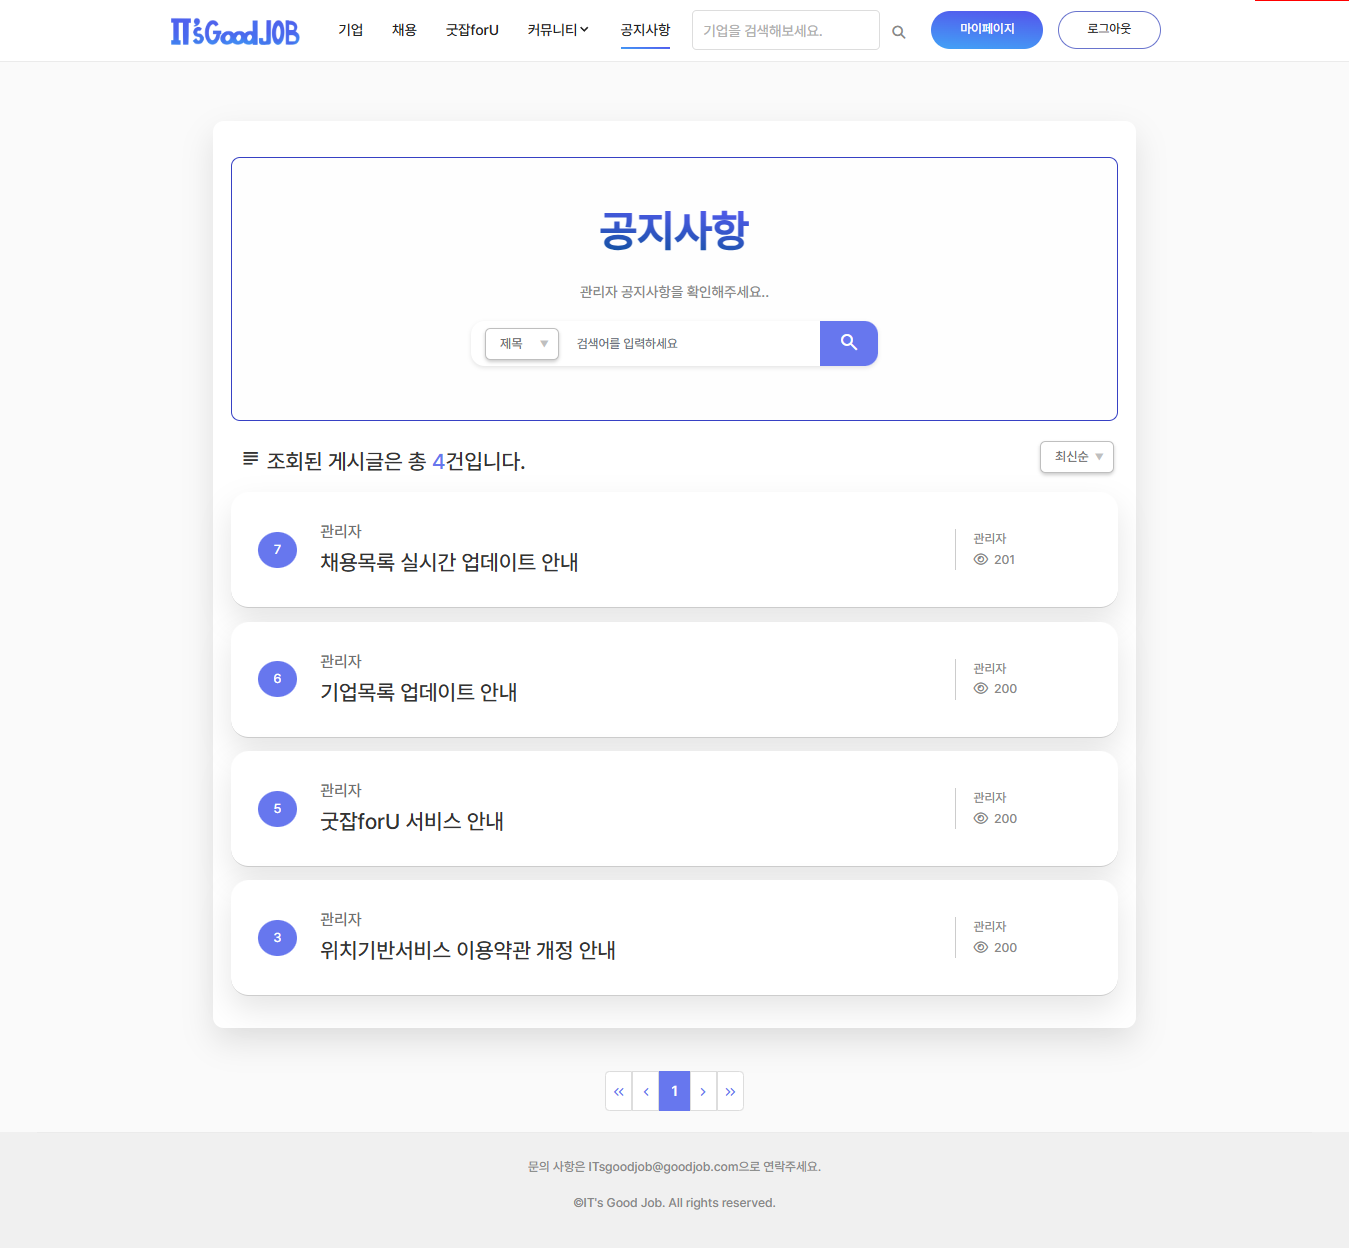 IT's GoodJOB 기업 채용 굿잡forU 커뮤니티 공지사항 기업을 검색해보세요. 마이페이지 로그아웃
공지사항
관리자 공지사항을 확인해주세요..
제목 ▼ 검색어를 입력하세요
조회된 게시글은 총 4건입니다. 최신순 ▼
관리자
7 채용목록 실시간 업데이트 안내
관리자
201
관리자
6 기업목록 업데이트 안내
관리자
200
관리자
5 굿잡forU 서비스 안내
관리자
200
관리자
3 위치기반서비스 이용약관 개정 안내
관리자
200
« ‹ 1 › »
문의 사항은 ITsgoodjob@goodjob.com으로 연락주세요.
©IT's Good Job. All rights reserved.